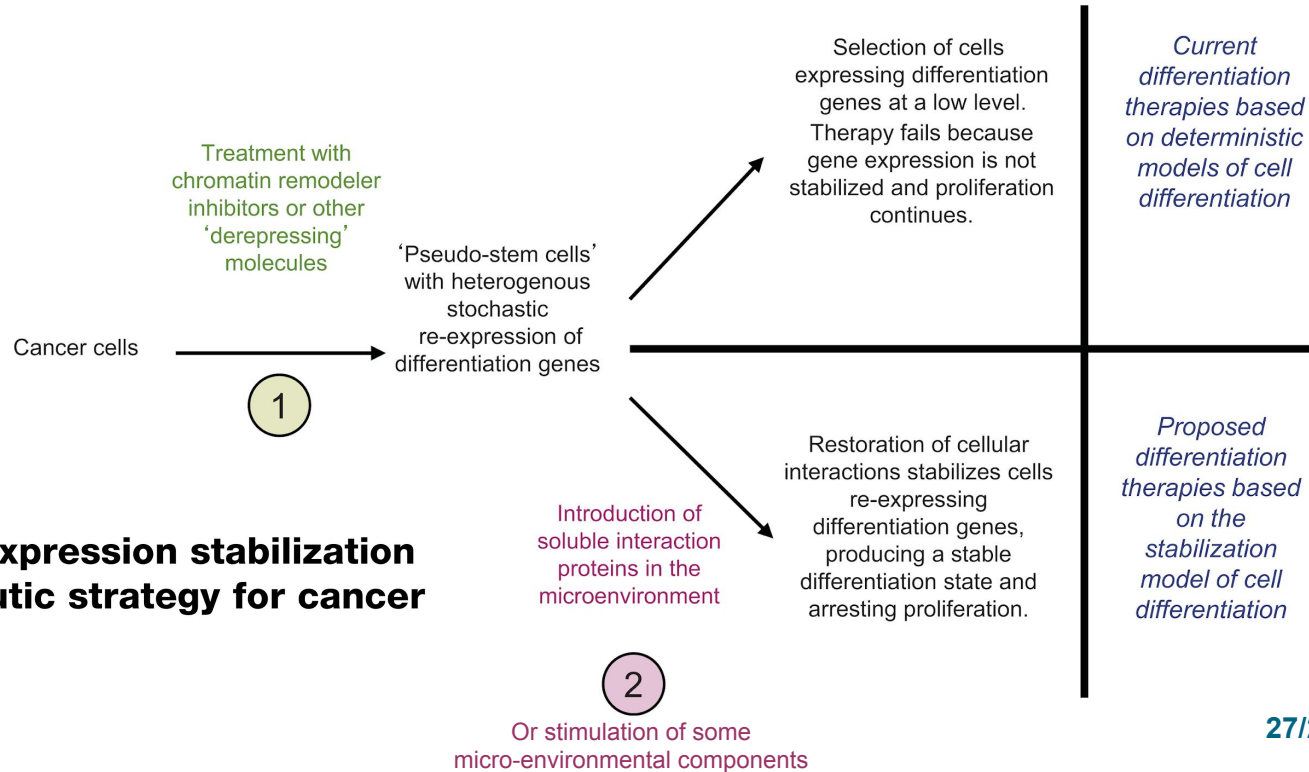 Selection of cells
expressing differentiation
genes at a low level.
Therapy fails because
gene expression is not
stabilized and proliferation
continues.
Current
differentiation
therapies based
on deterministic
models of cell
differentiation
Treatment with
chromatin remodeler
inhibitors or other
‘derepressing’
molecules
‘Pseudo-stem cells’
with heterogenous
stochastic
re-expression of
differentiation genes
Cancer cells
1
Restoration of cellular
interactions stabilizes cells
re-expressing
differentiation genes,
producing a stable
differentiation state and
arresting proliferation.
Proposed
differentiation
therapies based
on the
stabilization
model of cell
differentiation
Introduction of
soluble interaction
proteins in the
microenvironment
xpression stabilization
utic strategy for cancer
2
Or stimulation of some
micro-environmental components
27/